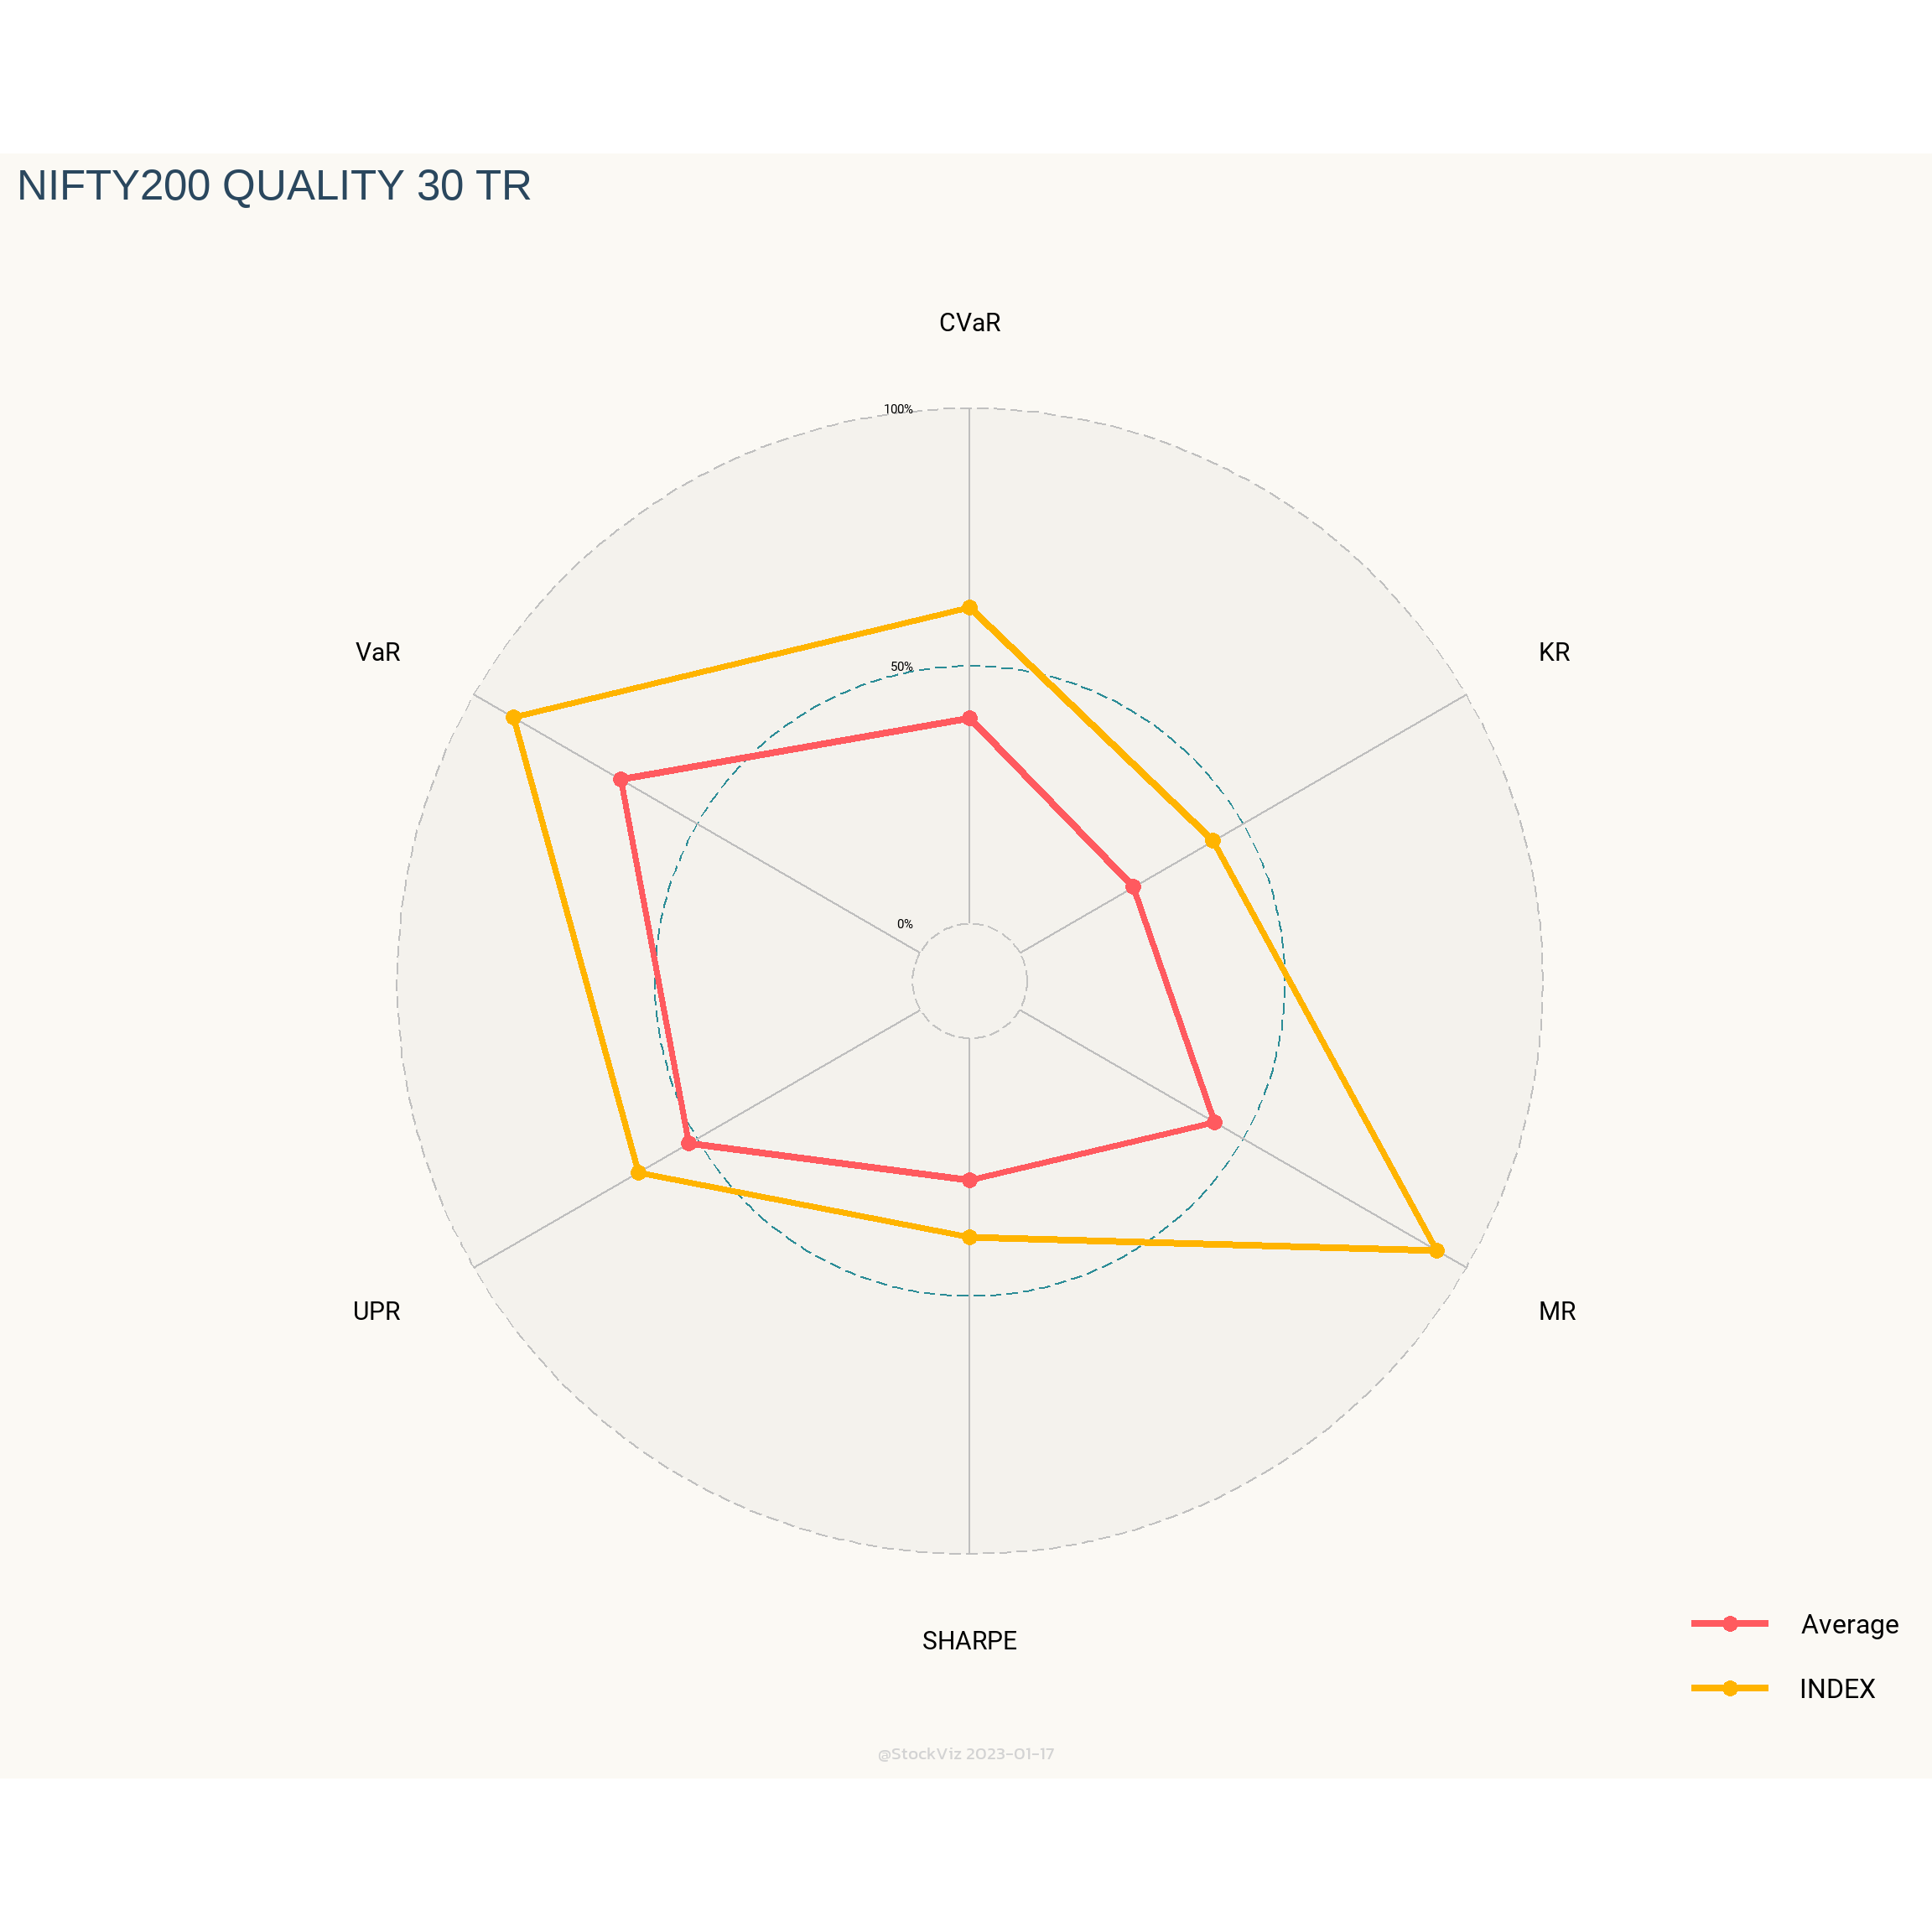 NIFTY200 QUALITY 30 TR
CVaR
100%
VaR
KR
50%
0%
UPR
MR
SHARPE
Average
INDEX
@StockViz 2023-01-17